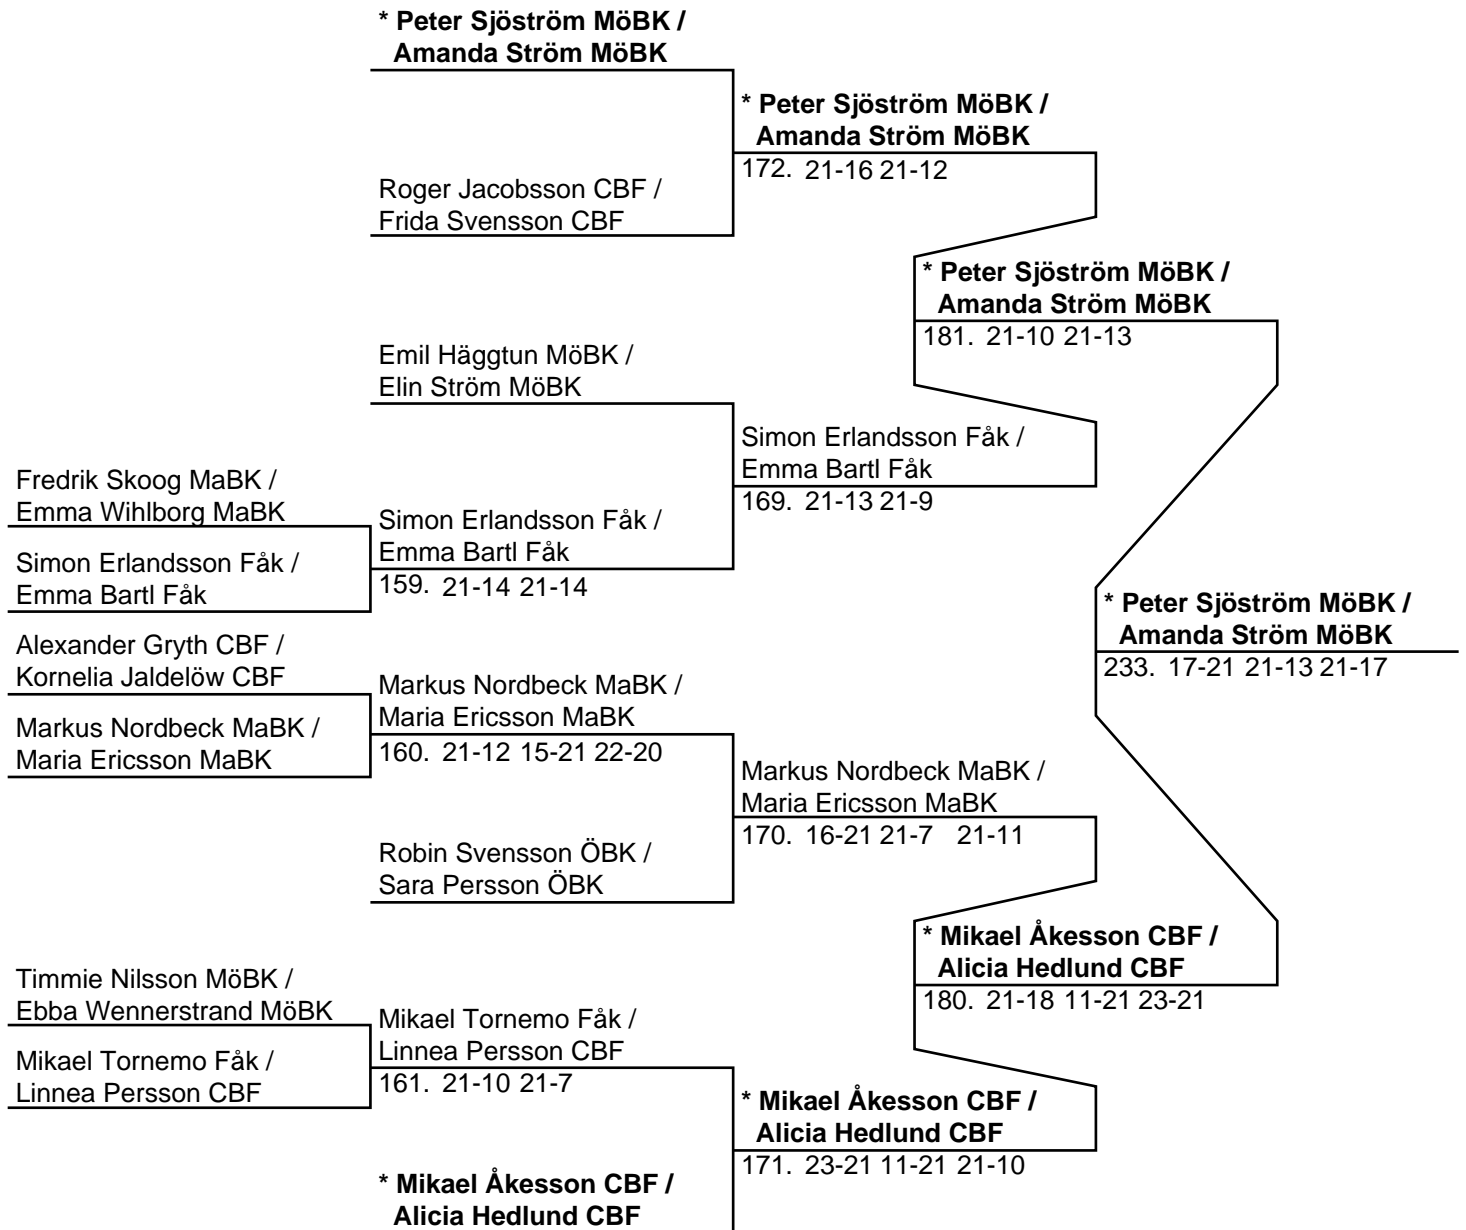 * Peter Sjöström MöBK /
Amanda Ström MöBK
* Peter Sjöström MöBK /
Amanda Ström MöBK
172. 21-16 21-12
Roger Jacobsson CBF /
Frida Svensson CBF
* Peter Sjöström MöBK /
Amanda Ström MöBK
181. 21-10 21-13
Emil Häggtun MöBK /
Elin Ström MöBK
Simon Erlandsson Fåk /
Emma Bartl Fåk
169. 21-13 21-9
Fredrik Skoog MaBK /
Emma Wihlborg MaBK
Simon Erlandsson Fåk /
Emma Bartl Fåk
159. 21-14 21-14
Simon Erlandsson Fåk /
Emma Bartl Fåk
* Peter Sjöström MöBK /
Amanda Ström MöBK
233. 17-21 21-13 21-17
Alexander Gryth CBF /
Kornelia Jaldelöw CBF
Markus Nordbeck MaBK /
Maria Ericsson MaBK
160. 21-12 15-21 22-20
Markus Nordbeck MaBK /
Maria Ericsson MaBK
Markus Nordbeck MaBK /
Maria Ericsson MaBK
170. 16-21 21-7 21-11
Robin Svensson ÖBK /
Sara Persson ÖBK
* Mikael Åkesson CBF /
Alicia Hedlund CBF
180. 21-18 11-21 23-21
Timmie Nilsson MöBK /
Ebba Wennerstrand MöBK
Mikael Tornemo Fåk /
Linnea Persson CBF
161. 21-10 21-7
Mikael Tornemo Fåk /
Linnea Persson CBF
* Mikael Åkesson CBF /
Alicia Hedlund CBF
171. 23-21 11-21 21-10
* Mikael Åkesson CBF /
Alicia Hedlund CBF